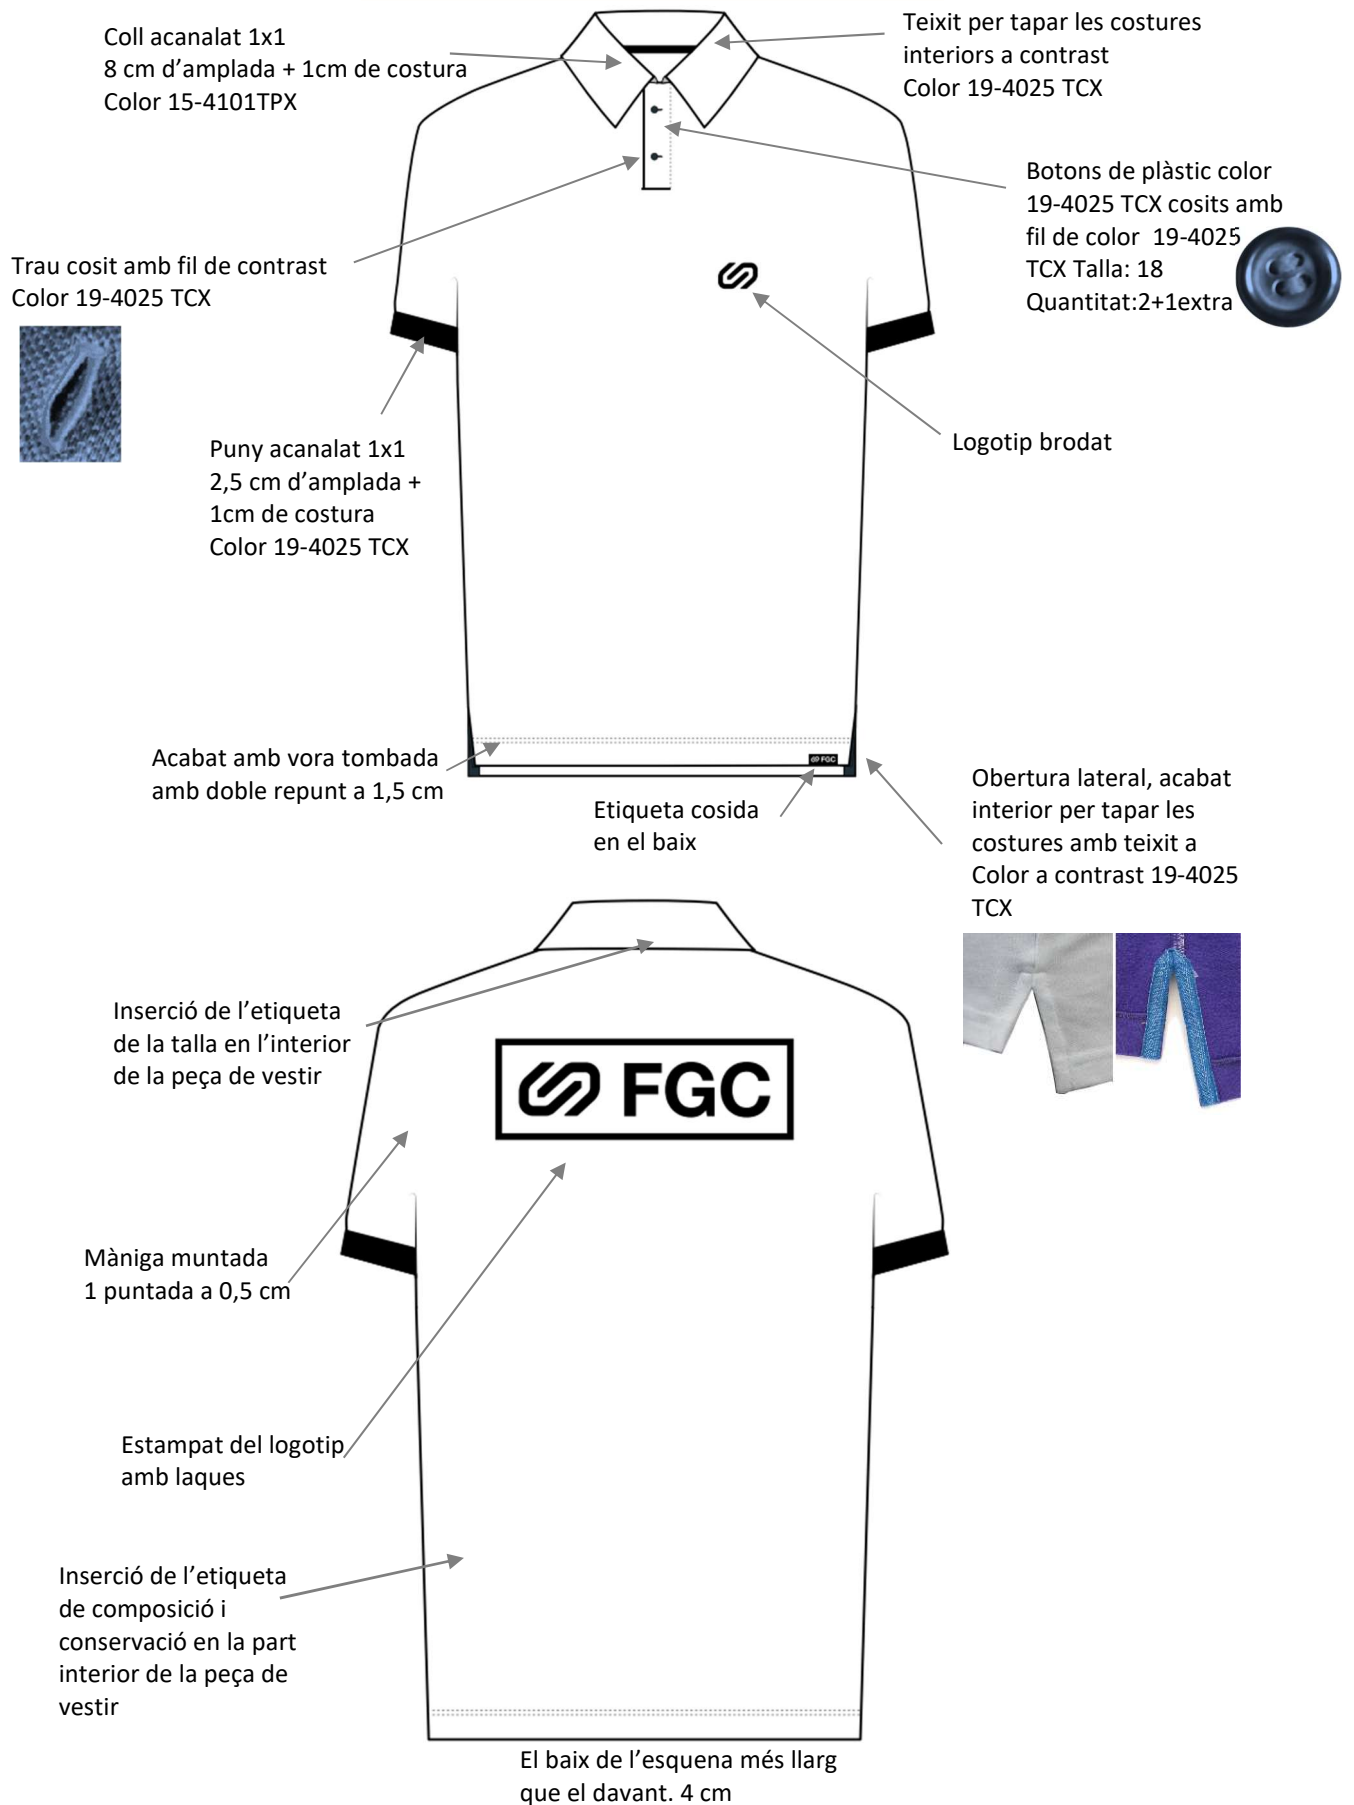 Coll acanalat 1x1
8 cm d’amplada + 1cm de costura
Color 15-4101TPX
Teixit per tapar les costures
interiors a contrast
Color 19-4025 TCX
Botons de plàstic color
19-4025 TCX cosits amb
fil de color  19-4025
TCX Talla: 18
Quantitat:2+1extra
Trau cosit amb fil de contrast
Color 19-4025 TCX
Puny acanalat 1x1
2,5 cm d’amplada +
1cm de costura
Color 19-4025 TCX
Logotip brodat
Acabat amb vora tombada
amb doble repunt a 1,5 cm
FGC
Etiqueta cosida
en el baix
Obertura lateral, acabat
interior per tapar les
costures amb teixit a
Color a contrast 19-4025
TCX
Inserció de l’etiqueta
de la talla en l’interior
de la peça de vestir
FGC
Màniga muntada
1 puntada a 0,5 cm
Estampat del logotip
amb laques
Inserció de l’etiqueta
de composició i
conservació en la part
interior de la peça de
vestir
El baix de l’esquena més llarg
que el davant. 4 cm